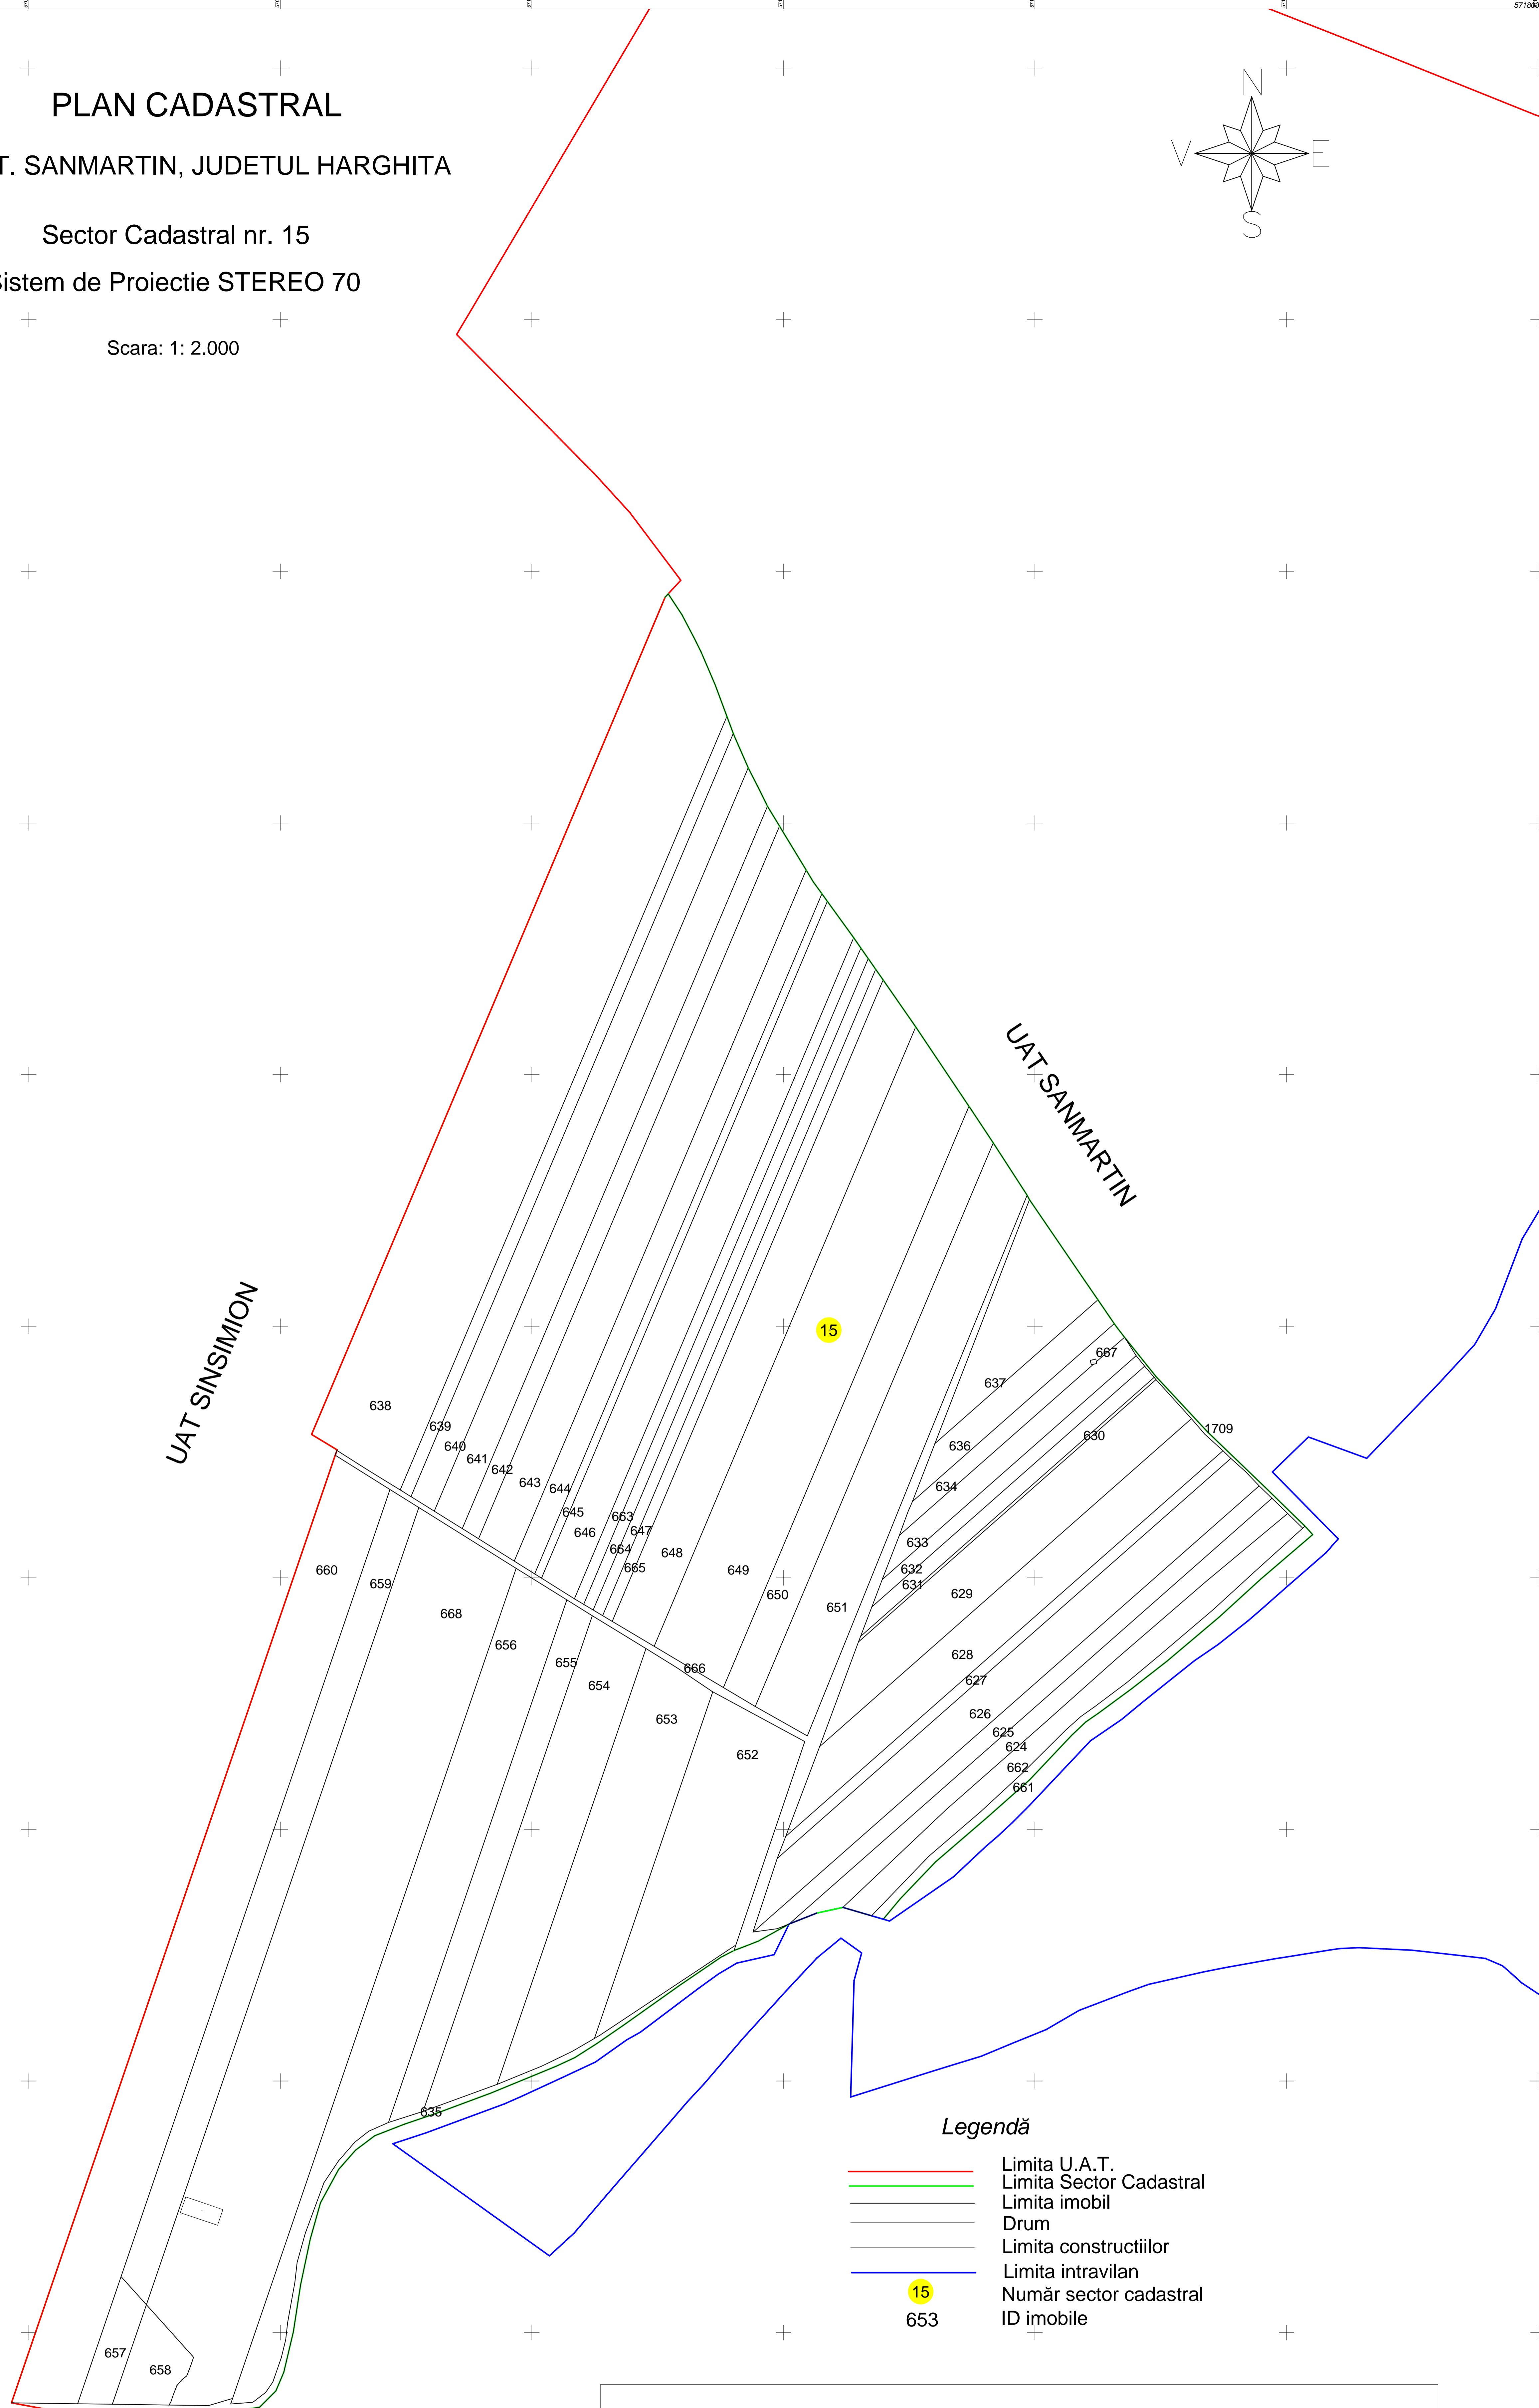 PLAN CADASTRAL
T. SANMARTIN, JUDETUL HARGHITA
Sector Cadastral nr. 15
Sistem de Proiectie STEREO 70
Scara: 1: 2.000
N
V
E
S
UAT SANMARTIN
UAT SINSIMION
15
667
637
638
639
1709
630
640
636
641
642
643
634
644
645
663
646
647
633
664
648
665
632
660
649
659
631
650
629
651
668
656
628
655
666
627
654
626
653
625
624
652
662
661
635
657
658
Legendă
Limita U.A.T.
Limita Sector Cadastral
Limita imobil
Drum
Limita constructiilor
Limita intravilan
15 Număr sector cadastral
653 ID imobile